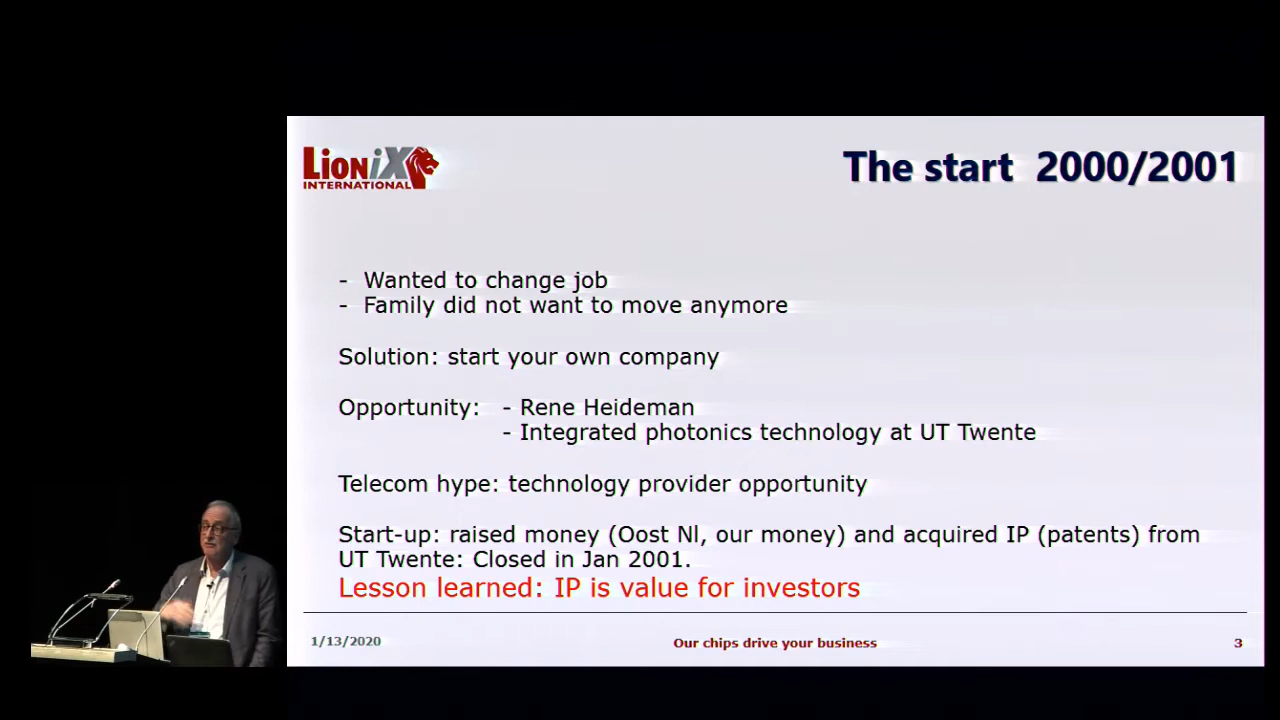 LioniX
INTERNATIONAL
The start 2000/2001
- Wanted to change job
- Family did not want to move anymore
Solution: start your own company
Opportunity: - Rene Heideman
- Integrated photonics technology at UT Twente
Telecom hype: technology provider opportunity
Start-up: raised money (Oost Nl, our money) and acquired IP (patents) from
UT Twente: Closed in Jan 2001.
Lesson learned: IP is value for investors
1/13/2020
Our chips drive your business
3